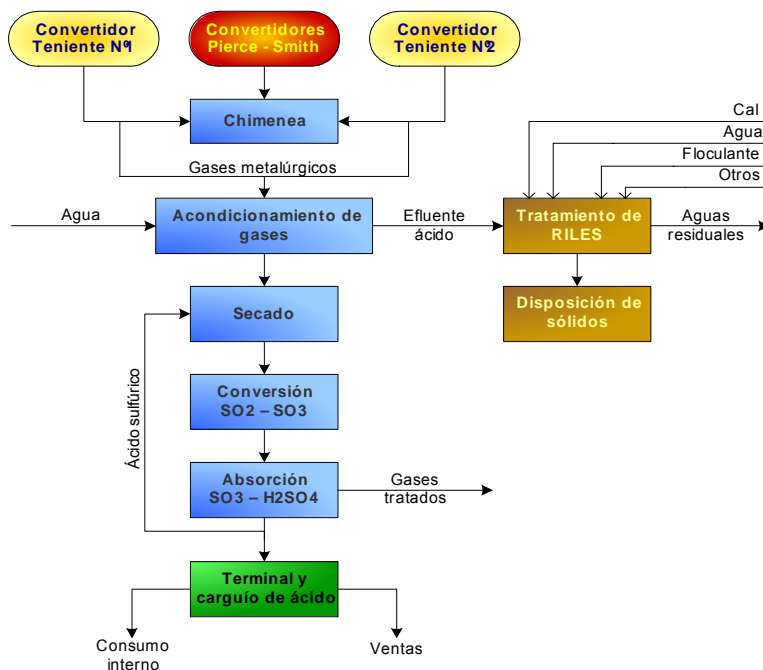 Convertidor
Teniente Nº1
Convertidores
Pierce - Smith
Convertidor
Teniente Nº2
Chimenea
Cal
Agua
Floculante
Otros
Gases metalúrgicos
Agua
Acondicionamiento de
gases
Efluente
ácido
Tratamiento de
RILES
Aguas
residuales
Secado
Disposición de
sólidos
Ácido sulfúrico
Conversión
SO2 – SO3
Absorción
SO3 – H2SO4
Gases
tratados
Terminal y
carguío de ácido
Consumo
interno
Ventas